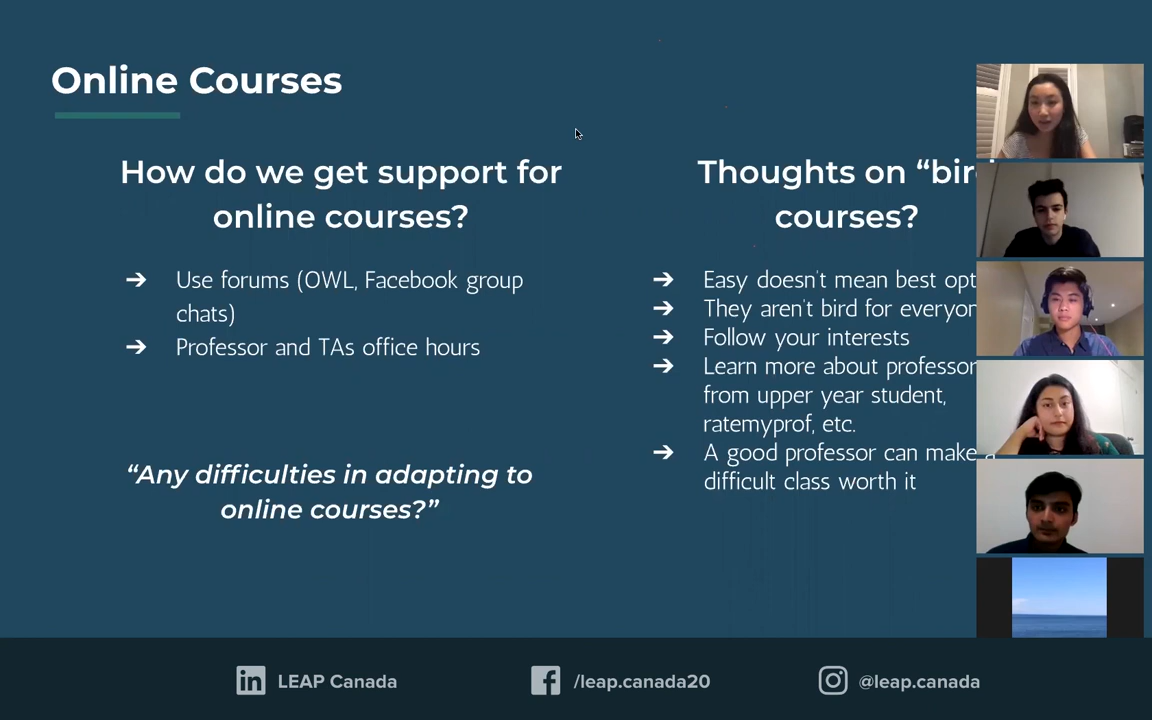 Online Courses
How do we get support for
online courses?
➔ Use forums (OWL, Facebook group
chats)
➔ Professor and TAs office hours
“Any difficulties in adapting to
online courses?”
Thoughts on “bir
courses?
➔ Easy doesn't mean best opt
➔ They aren't bird for everyon
➔ Follow your interests
➔ Learn more about professor
from upper year student,
ratemyprof, etc.
➔ A good professor can make a
difficult class worth it
in LEAP Canada
/leap.canada20
@leap.canada